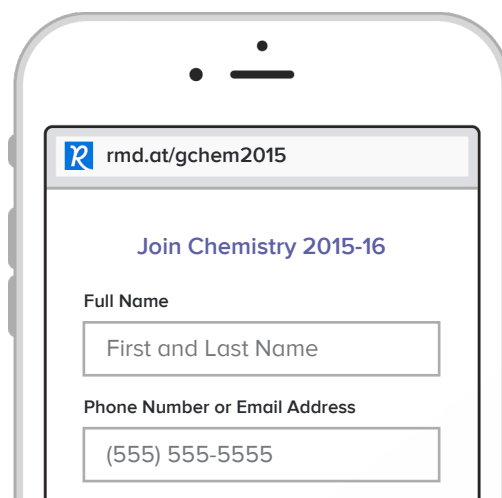 rmd.at/gchem2015
Join Chemistry 2015-16
Full Name
First and Last Name
Phone Number or Email Address
(555) 555-5555